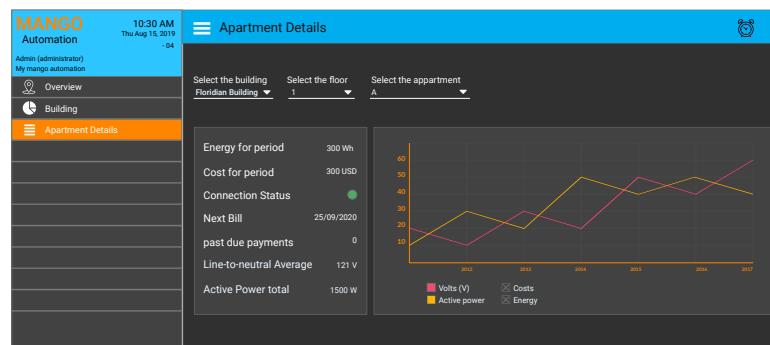 MANGO
Automation
10:30 AM
Thu Aug 15, 2019
- 04
Admin (administrator)
My mango automation
Overview
Building
Apartment Details
Apartment Details
Select the building
Floridian Building
Select the floor
1
Select the appartment
A
Energy for period 300 Wh
Cost for period 300 USD
Connection Status
Next Bill 25/09/2020
past due payments 0
Line-to-neutral Average 121 V
Active Power total 1500 W
60
50
40
30
20
10
2012 2013 2014 2015 2016 2017
Volts (V) Costs
Active power Energy